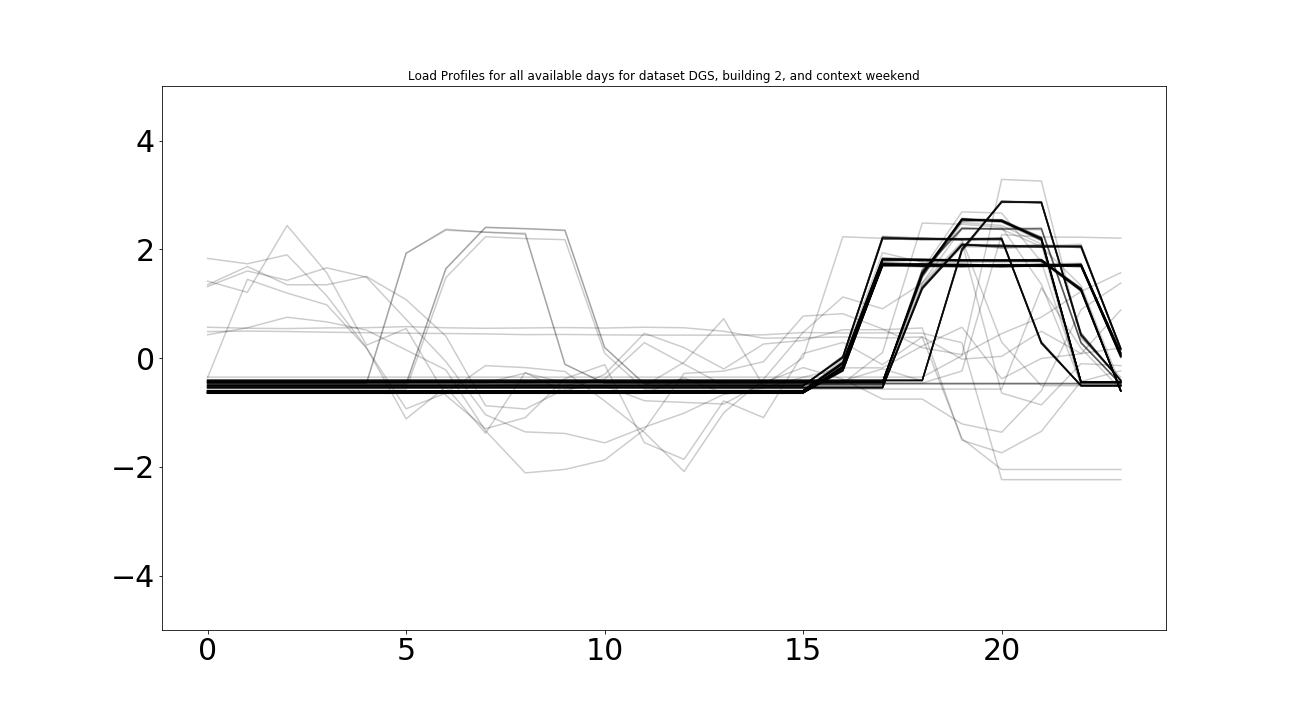 Load Profiles for all available days for dataset DGS, building 2, and context weekend
4
2
0
−2
−4
0 5 10 15 20